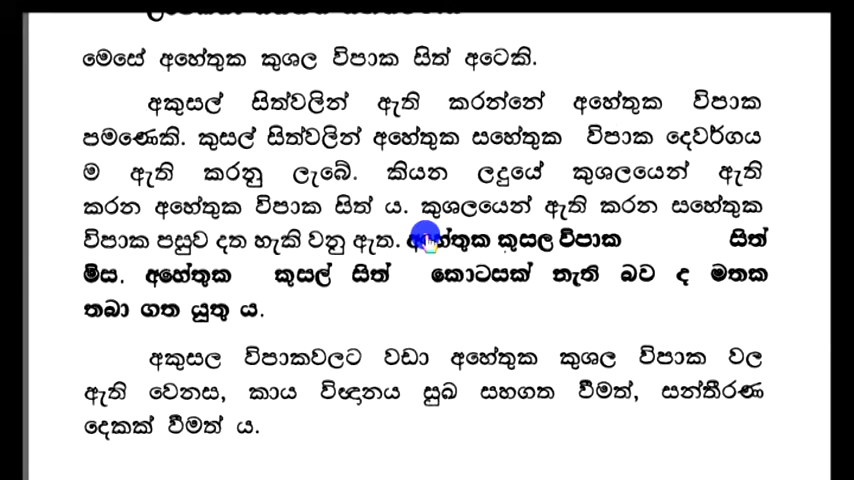 මෙසේ අහේතුක කුශල විපාක සිත් අටෙකි.
අකුසල් සිත්වලින් ඇති කරන්නේ අහේතුක විපාක
පමණෙකි. කුසල් සිත්වලින් අහේතුක සහේතුක විපාක දෙවර්ගය
ම ඇති කරනු ලැබේ. කියන ලදුයේ කුශලයෙන් ඇති
කරන අහේතුක විපාක සිත් ය. කුශලයෙන් ඇති කරන සහේතුක
විපාක පසුව දත හැකි වනු ඇත. අහේතුක කුසල විපාක සිත්
මිස. අහේතුක කුසල් සිත් කොටසක් නැති බව ද මතක
තබා ගත යුතු ය.
අකුසල විපාකවලට වඩා අහේතුක කුශල විපාක වල
ඇති වෙනස, කාය විඥානය සුඛ සහගත වීමත්, සන්තීරණ
දෙකක් වීමත් ය.